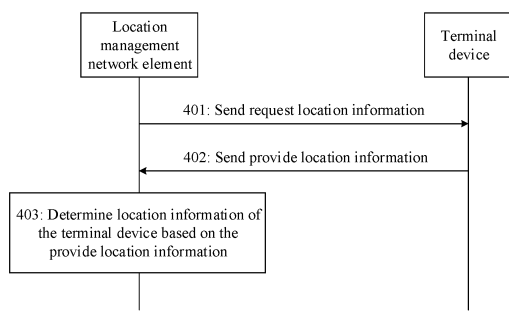 Location
management
network element
Terminal
device
401: Send request location information
402: Send provide location information
403: Determine location information of
the terminal device based on the
provide location information